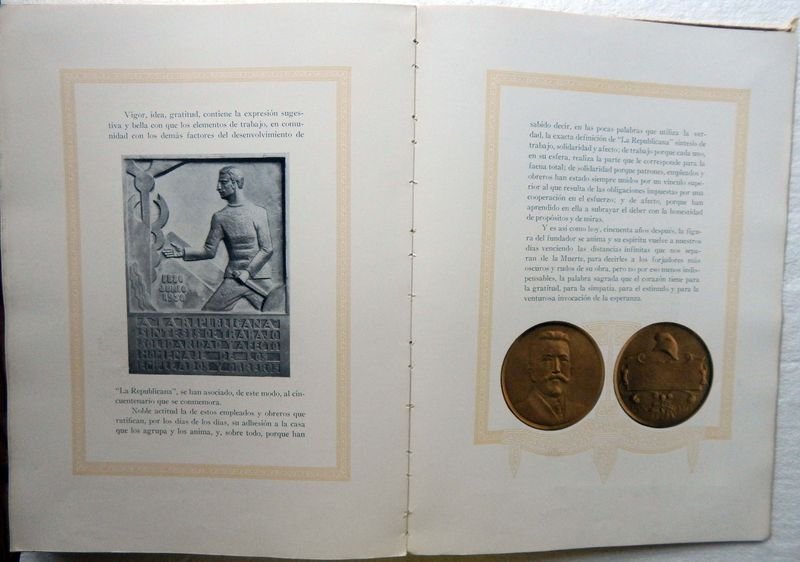 Vigor, idea, gratitud, contiene la expresión suges-
tiva y bella con que los elementos de trabajo, en comu-
nidad con los demás factores del desenvolvimiento de
1880
JUNIO
1930
A LA REPUBLICANA
SINTESIS DE TRABAJO
SOLIDARIDAD Y AFECTO
HOMENAJE DE LOS
EMPLEADOS Y OBREROS
"La Republicana", se han asociado, de este modo, al cin-
cuentenario que se conmemora.
Noble actitud la de estos empleados y obreros que
ratifican, por los días de los días, su adhesión a la casa
que los agrupa y los anima, y, sobre todo, porque han
sabido decir, en las pocas palabras que utiliza la ver-
dad, la exacta definición de "La Republicana" síntesis de
trabajo, solidaridad y afecto; de trabajo porque cada uno,
en su esfera, realiza la parte que le corresponde para la
faena total; de solidaridad porque patrones, empleados y
obreros han estado siempre unidos por un vínculo supe-
rior al que resulta de las obligaciones impuestas por una
cooperación en el esfuerzo; y de afecto, porque han
aprendido en ella a subrayar el deber con la honestidad
de propósitos y de miras.
Y es así como hoy, cincuenta años después, la figu-
ra del fundador se anima y su espíritu vuelve a nuestros
días venciendo las distancias infinitas que nos sepa-
ran de la Muerte, para decirles a los forjadores más
oscuros y rudos de su obra, pero no por eso menos indis-
pensables, la palabra sagrada que el corazón tiene para
la gratitud, para la simpatía, para el estímulo y para la
venturosa invocación de la esperanza.